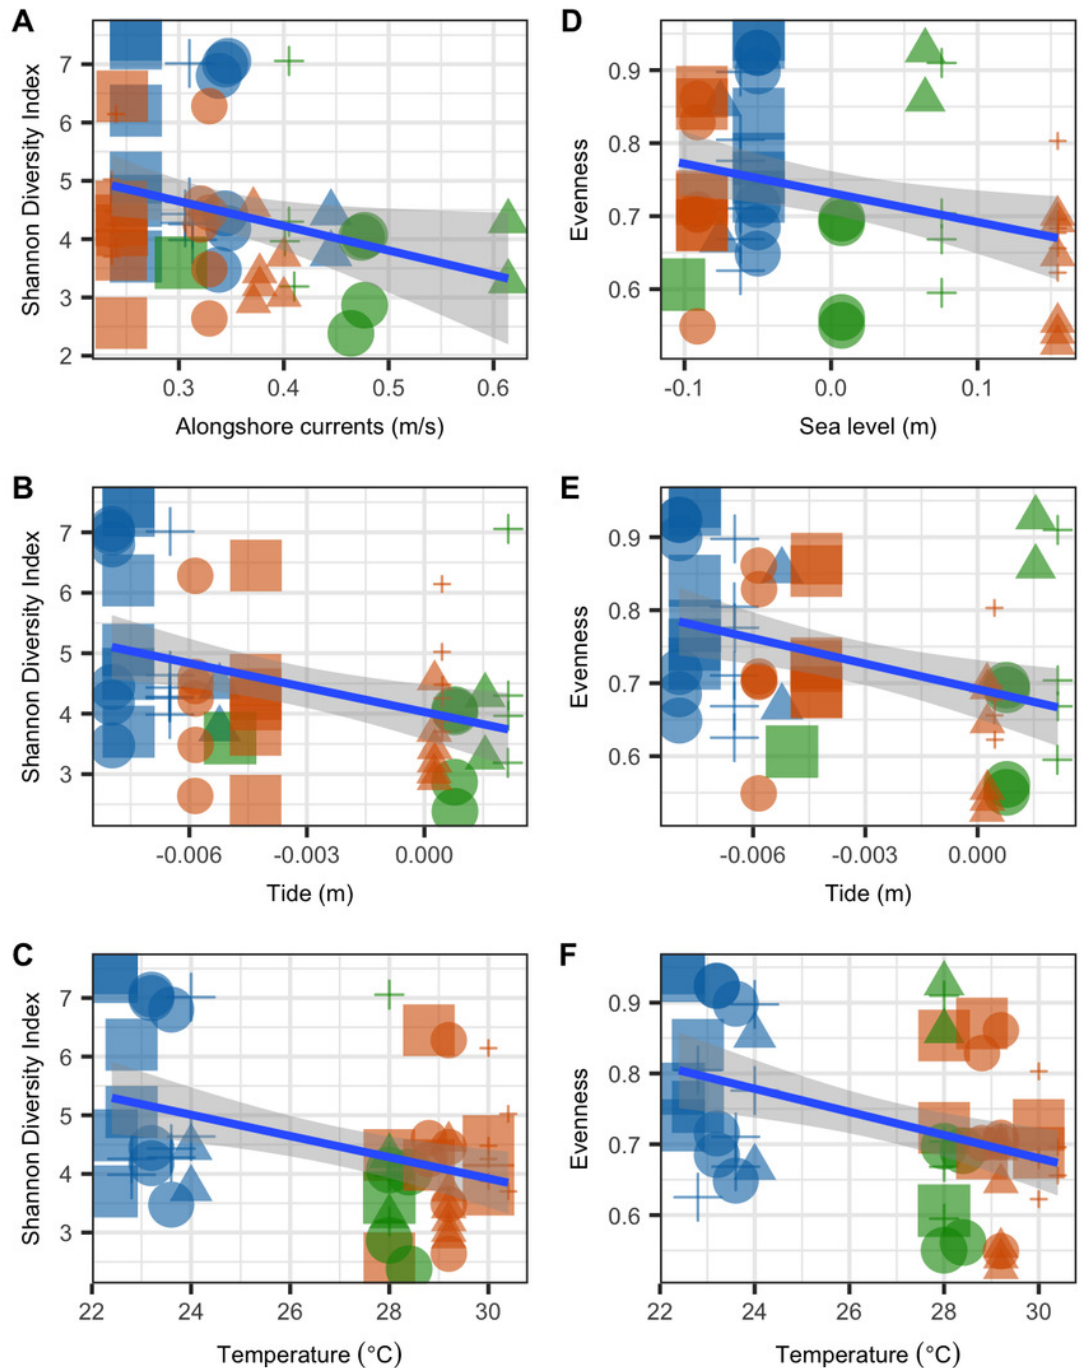 A
Shannon Diversity Index
7
6
5
4
3
2
0.3 0.4 0.5 0.6
Alongshore currents (m/s)
D
Evenness
0.9
0.8
0.7
0.6
-0.1 0.0 0.1
Sea level (m)
B
Shannon Diversity Index
7
6
5
4
3
-0.006 -0.003 0.000
Tide (m)
E
Evenness
0.9
0.8
0.7
0.6
-0.006 -0.003 0.000
Tide (m)
C
Shannon Diversity Index
7
6
5
4
3
22 24 26 28 30
Temperature (°C)
F
Evenness
0.9
0.8
0.7
0.6
22 24 26 28 30
Temperature (°C)